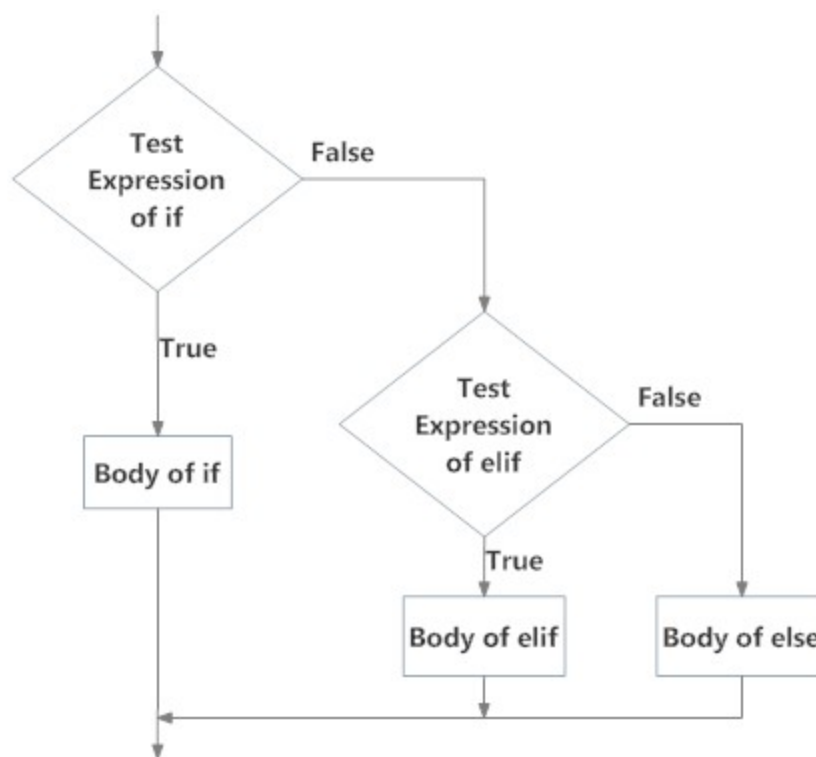 Test
Expression
of if
False
True
Body of if
Test
Expression
of elif
False
True
Body of elif
Body of else